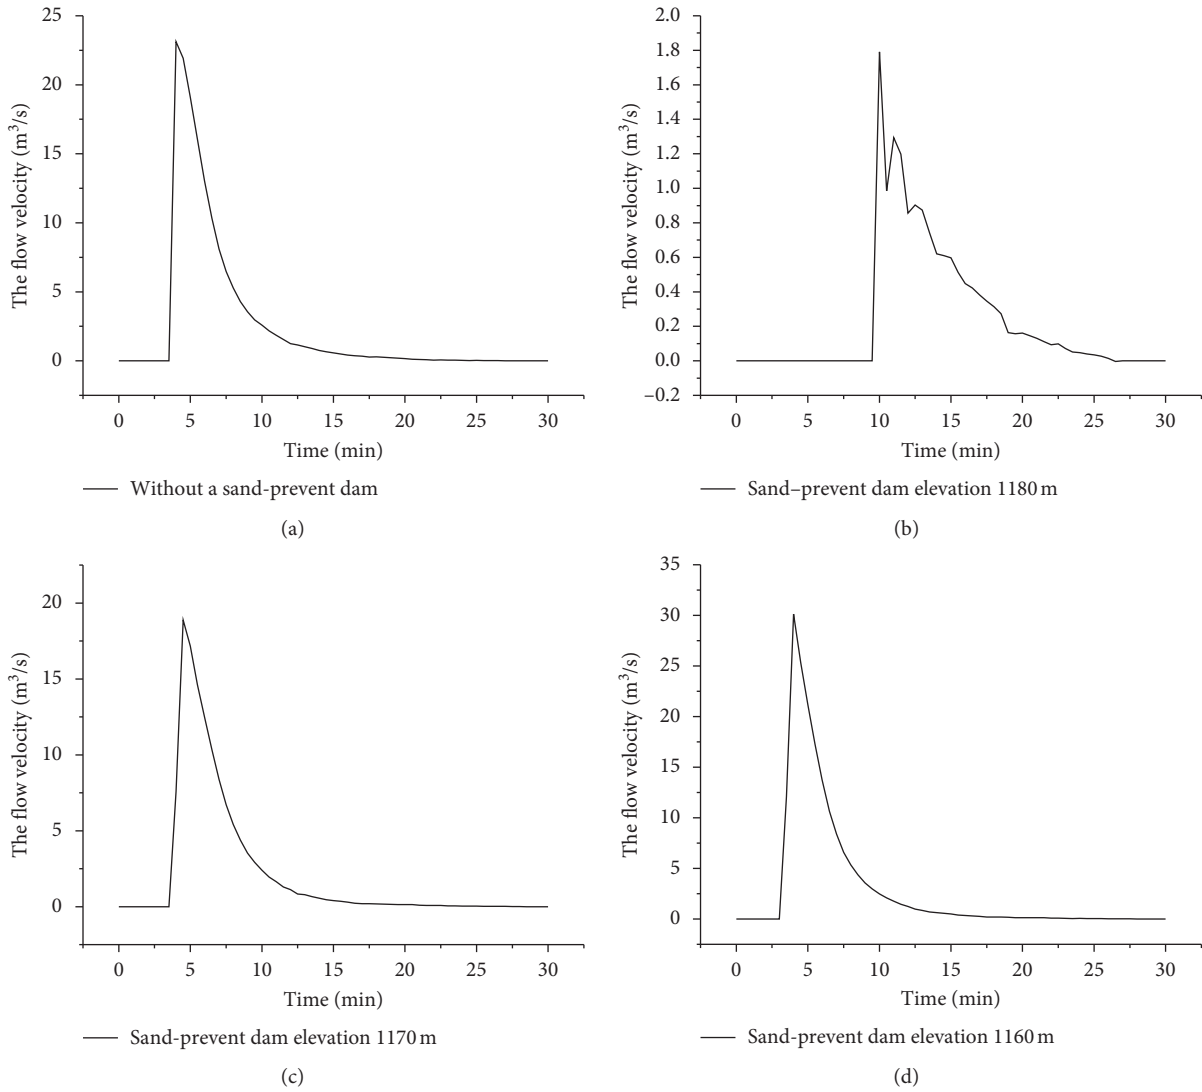 The flow velocity (m³/s)
25
20
15
10
5
0
0 5 10 15 20 25 30
Time (min)
Without a sand-prevent dam
(a)
The flow velocity (m³/s)
2.0
1.8
1.6
1.4
1.2
1.0
0.8
0.6
0.4
0.2
0.0
–0.2
0 5 10 15 20 25 30
Time (min)
Sand–prevent dam elevation 1180 m
(b)
The flow velocity (m³/s)
20
15
10
5
0
0 5 10 15 20 25 30
Time (min)
Sand-prevent dam elevation 1170 m
(c)
The flow velocity (m³/s)
35
30
25
20
15
10
5
0
0 5 10 15 20 25 30
Time (min)
Sand-prevent dam elevation 1160 m
(d)